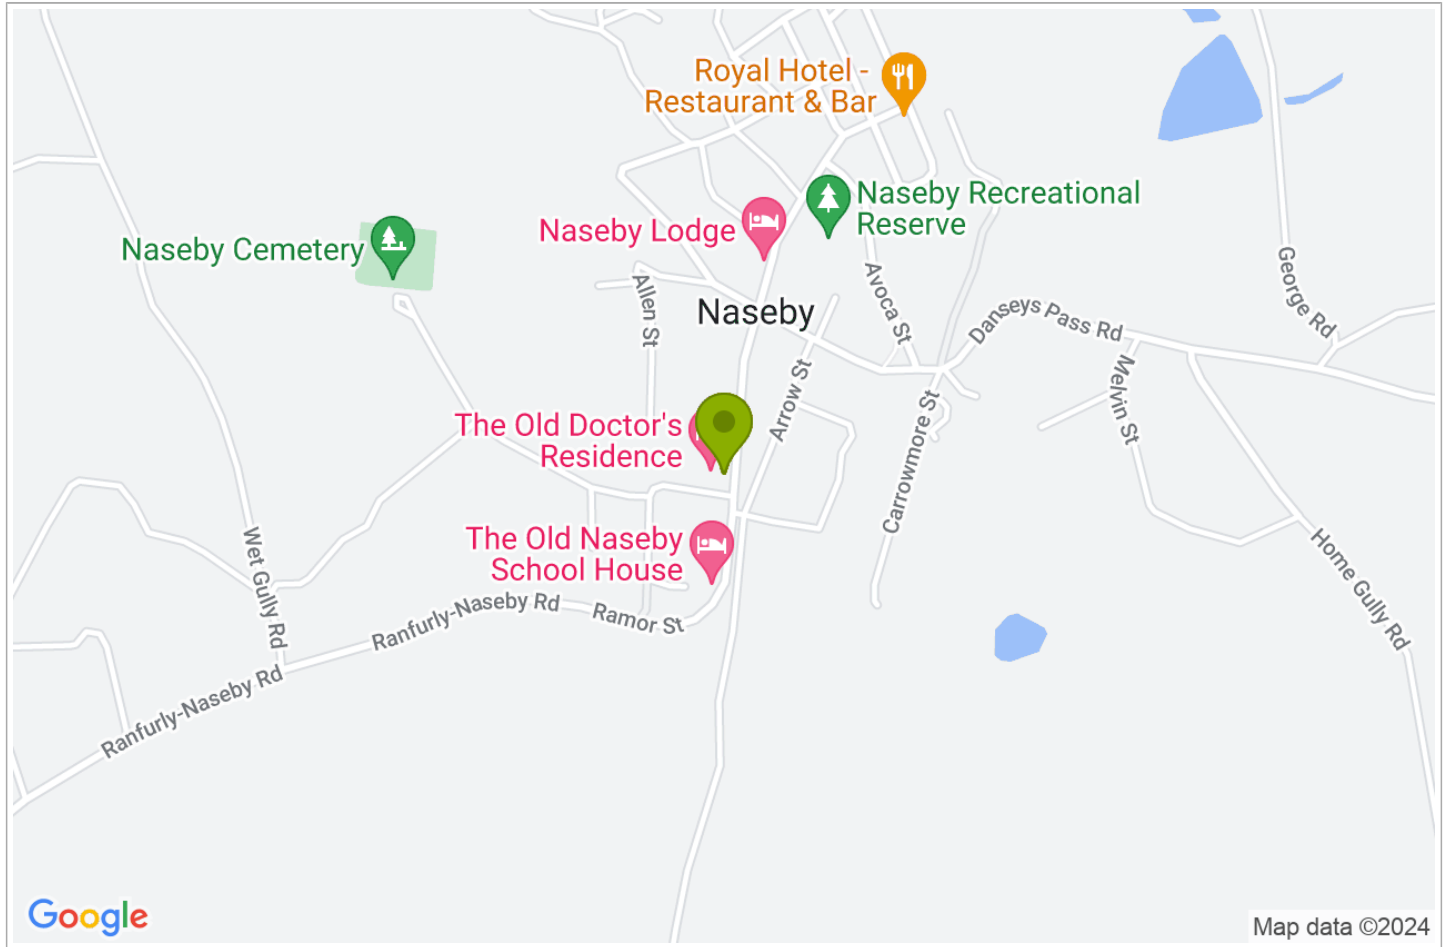 Royal Hotel -
Restaurant & Bar
Naseby Recreational
Reserve
Naseby Lodge
Naseby Cemetery
Allen St
Naseby
Avoca St
Danseys Pass Rd
George Rd
Melvin St
Arrow St
Carrowmore St
The Old Doctor's
Residence
The Old Naseby
School House
Wet Gully Rd
Home Gully Rd
Ranfurly-Naseby Rd
Ramor St
Ranfurly-Naseby Rd
Google
Map data ©2024